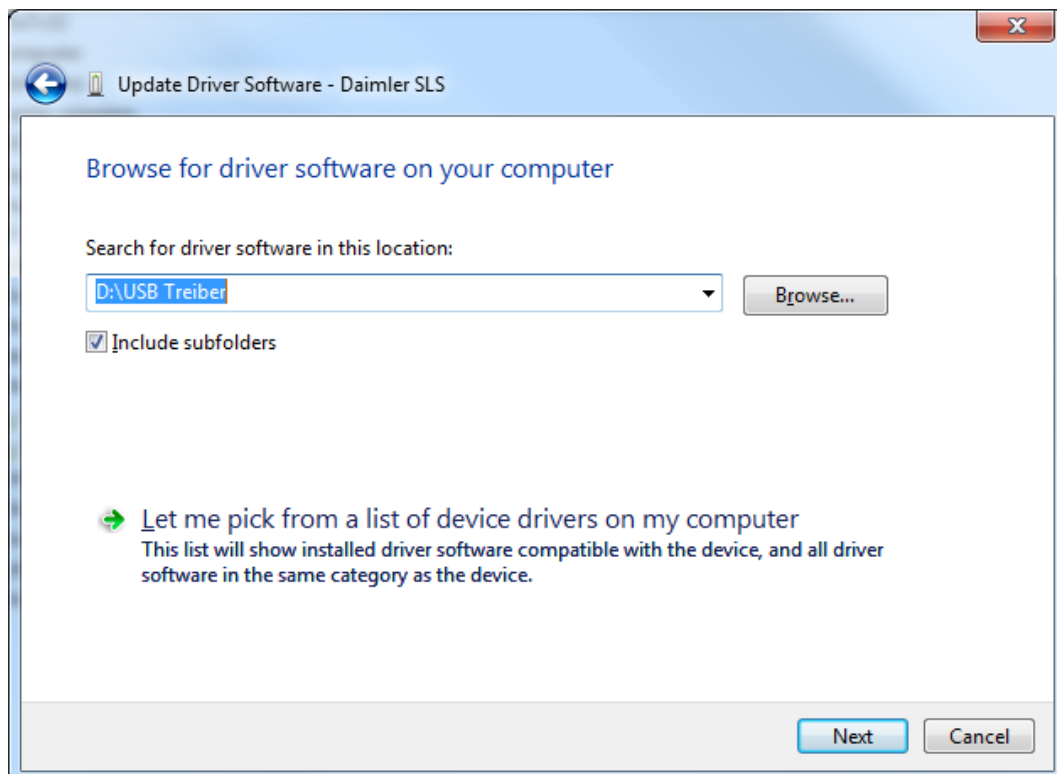 Update Driver Software - Daimler SLS
Browse for driver software on your computer
Search for driver software in this location:
D:\USB Treiber
Browse...
Include subfolders
Let me pick from a list of device drivers on my computer
This list will show installed driver software compatible with the device, and all driver
software in the same category as the device.
Next
Cancel